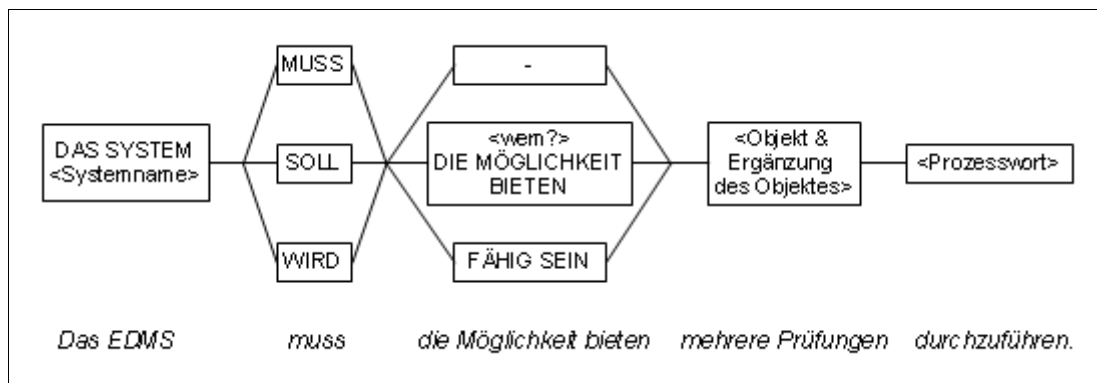 MUSS
-
DAS SYSTEM
<Systemname>
SOLL
<wem?>
DIE MÖGLICHKEIT
BIETEN
<Objekt &
Ergänzung
des Objektes>
<Prozesswort>
WIRD
FÄHIG SEIN
Das EDMS muss die Möglichkeit bieten mehrere Prüfungen durchzuführen.